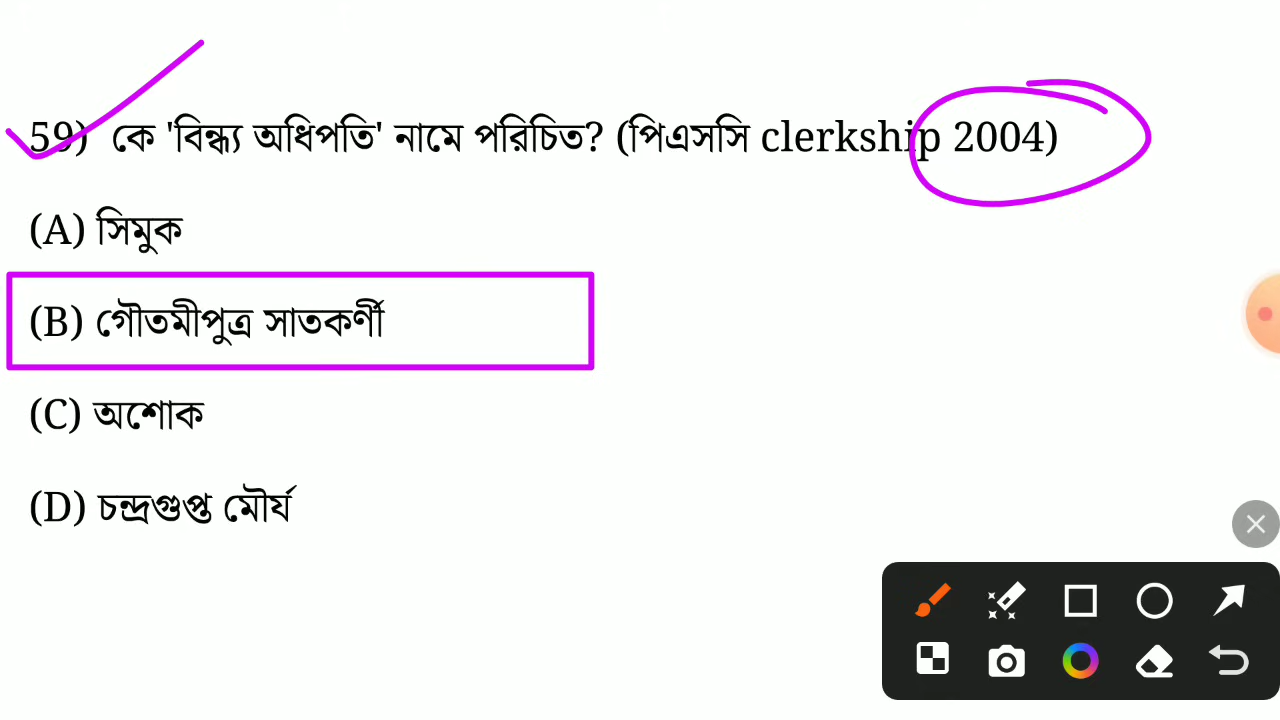 59) কে 'বিন্ধ্য অধিপতি' নামে পরিচিত? (পিএসসি clerkship 2004)
(A) সিমুক
(B) গৌতমীপুত্র সাতকর্ণী
(C) অশোক
(D) চন্দ্রগুপ্ত মৌর্য